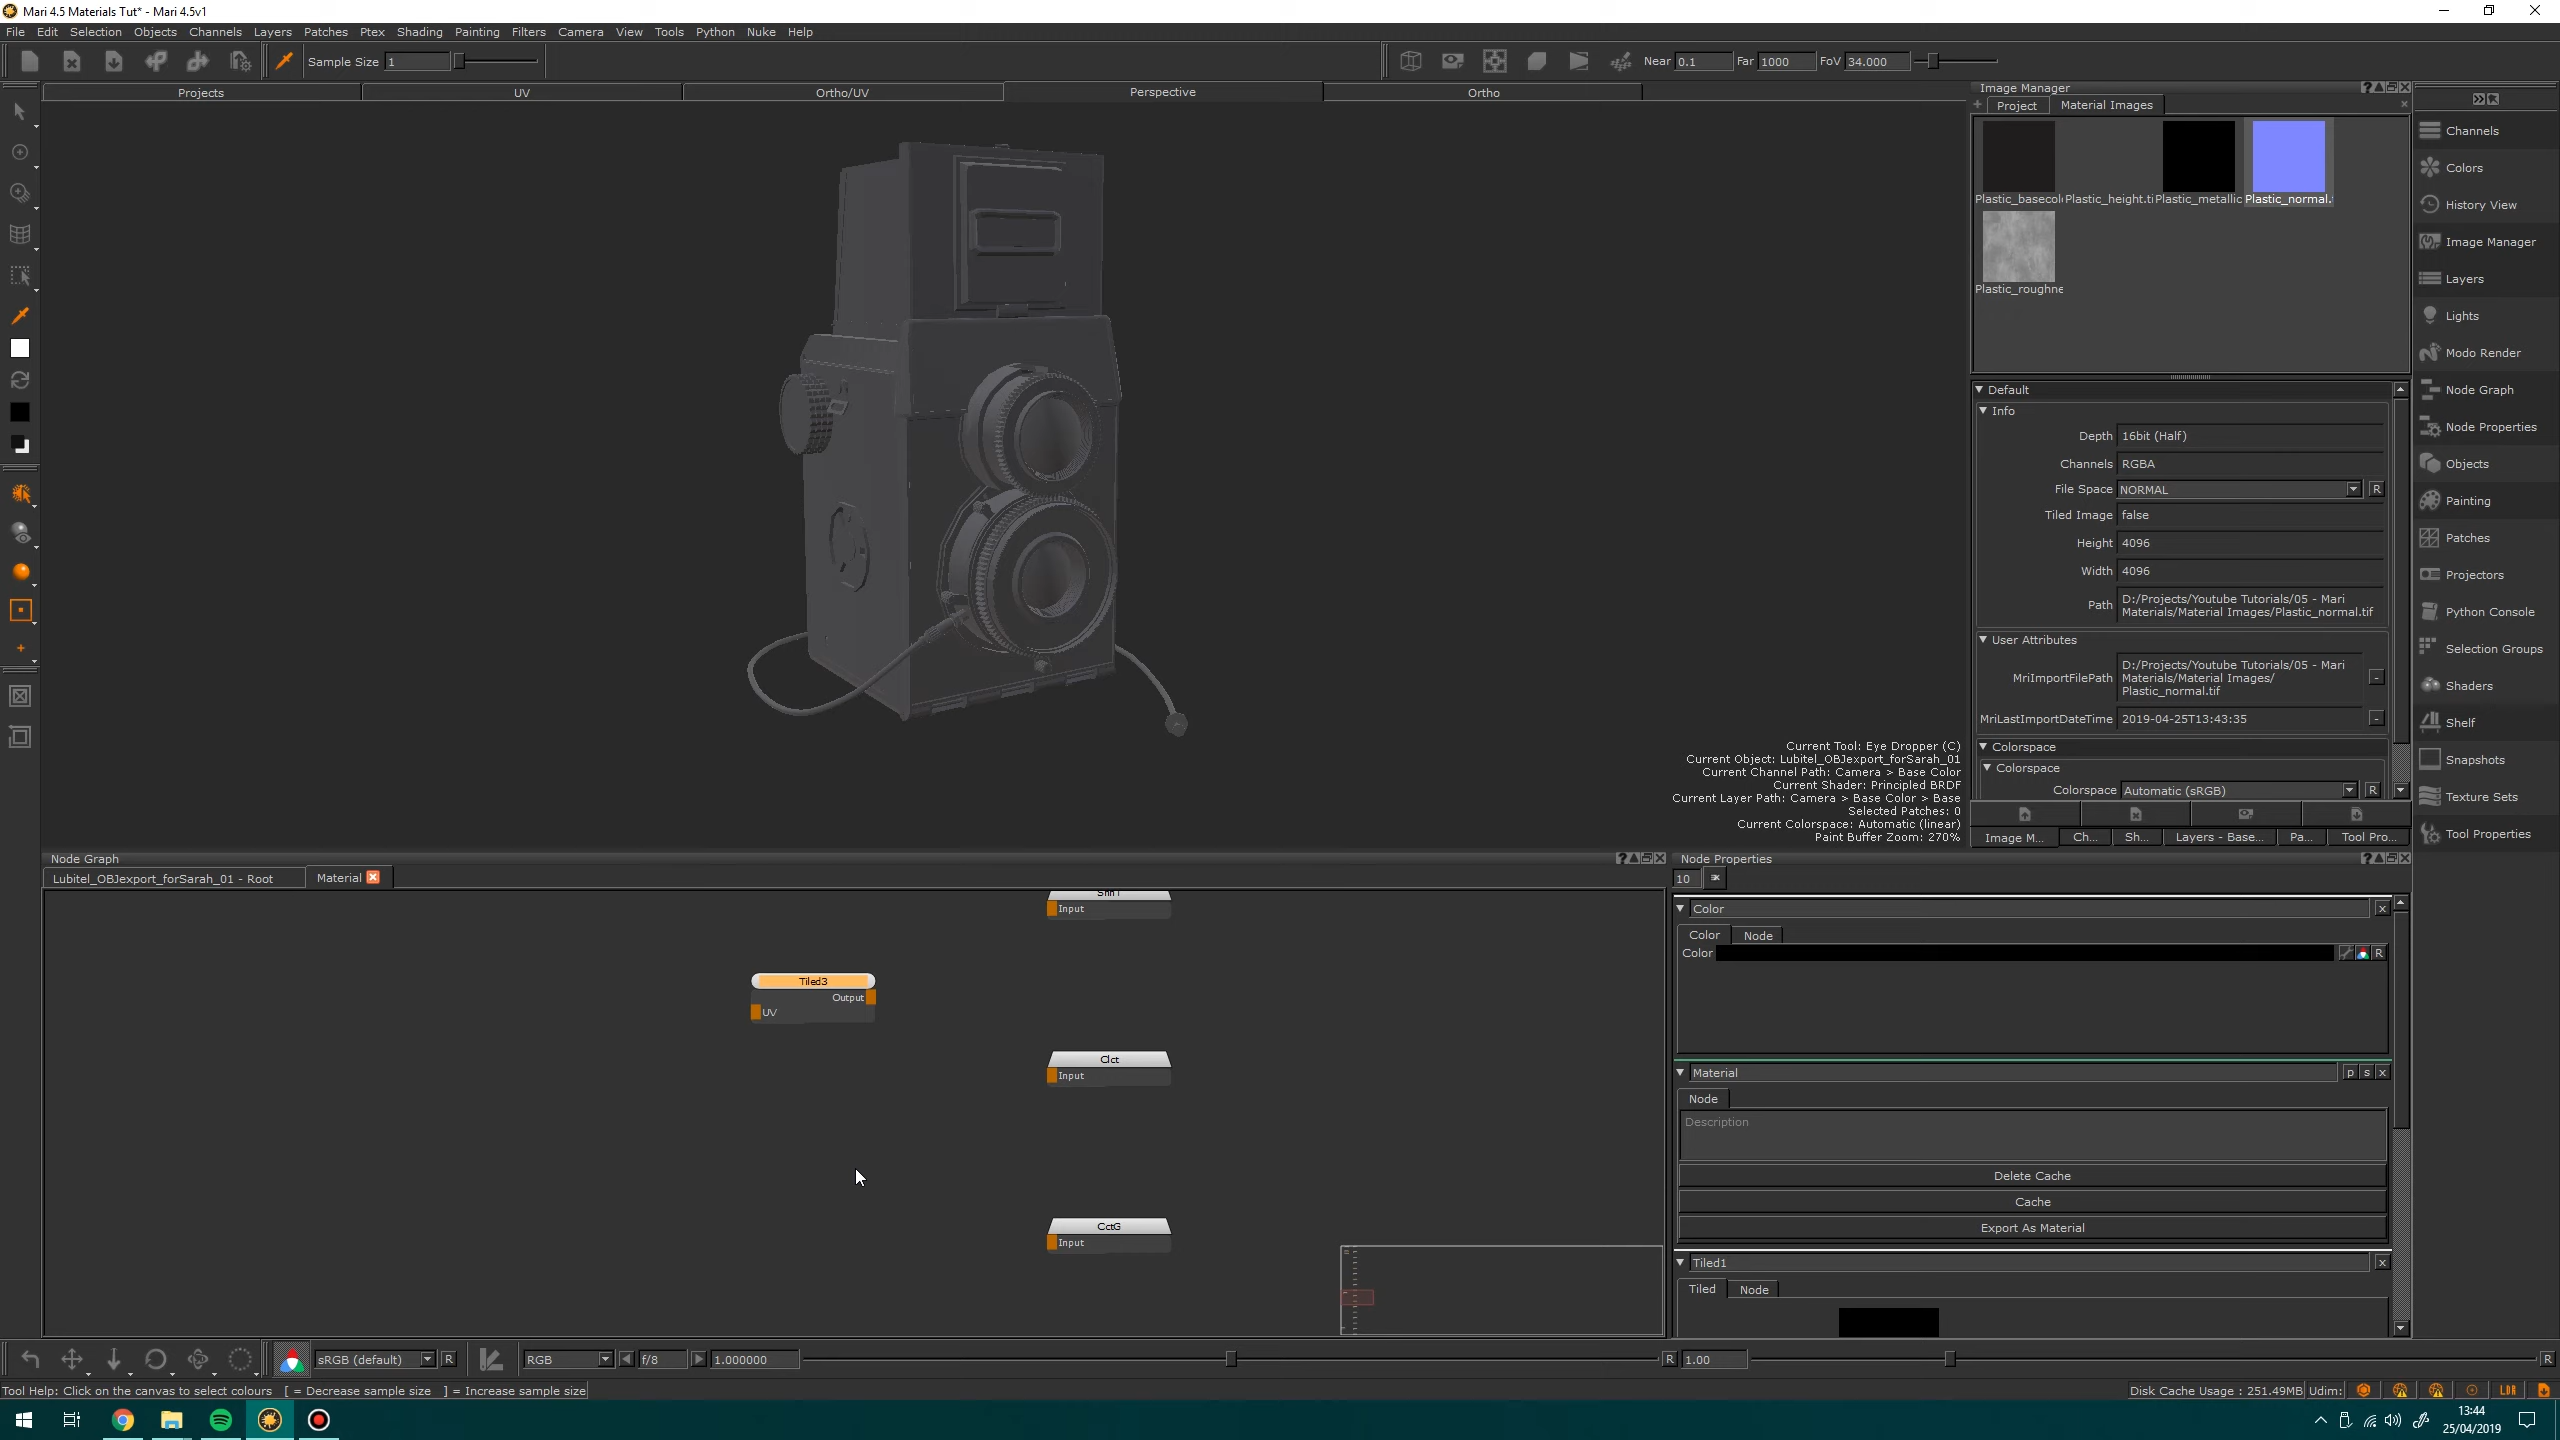 Mari 4.5 Materials Tut* - Mari 4.5v1
File Edit Selection Objects Channels Layers Patches Ptex Shading Painting Filters Camera View Tools Python Nuke Help
Sample Size 1
Near 0.1 Far 1000 FoV 34.000
Projects UV Ortho/UV Perspective Ortho
Image Manager
Project Material Images
Plastic_basecol Plastic_height.ti Plastic_metallic Plastic_normal.
Plastic_roughne
Default
Info
Depth 16bit (Half)
Channels RGBA
File Space NORMAL R
Tiled Image false
Height 4096
Width 4096
Path D:/Projects/Youtube Tutorials/05 - Mari
Materials/Material Images/Plastic_normal.tif
User Attributes
MriImportFilePath D:/Projects/Youtube Tutorials/05 - Mari
Materials/Material Images/
Plastic_normal.tif
MriLastImportDateTime 2019-04-25T13:43:35
Colorspace
Colorspace
Colorspace Automatic (sRGB) R
Image M... Ch... Sh... Layers - Base... Pa... Tool Pro...
Channels
Colors
History View
Image Manager
Layers
Lights
Modo Render
Node Graph
Node Properties
Objects
Painting
Patches
Projectors
Python Console
Selection Groups
Shaders
Shelf
Snapshots
Texture Sets
Tool Properties
Current Tool: Eye Dropper (C)
Current Object: Lubitel_OBJexport_forSarah_01
Current Channel Path: Camera > Base Color
Current Shader: Principled BRDF
Current Layer Path: Camera > Base Color > Base
Selected Patches: 0
Current Colorspace: Automatic (linear)
Paint Buffer Zoom: 270%
Node Graph
Lubitel_OBJexport_forSarah_01 - Root Material
Input
Tiled3
Output
UV
Clct
Input
CctG
Input
Node Properties
10
Color x
Color Node
Color R
Material p s x
Node
Description
Delete Cache
Cache
Export As Material
Tiled1 x
Tiled Node
sRGB (default) R RGB f/8 1.000000 R 1.00 R
Tool Help: Click on the canvas to select colours [ = Decrease sample size ] = Increase sample size
Disk Cache Usage : 251.49MB Udim: LDR
13:44
25/04/2019